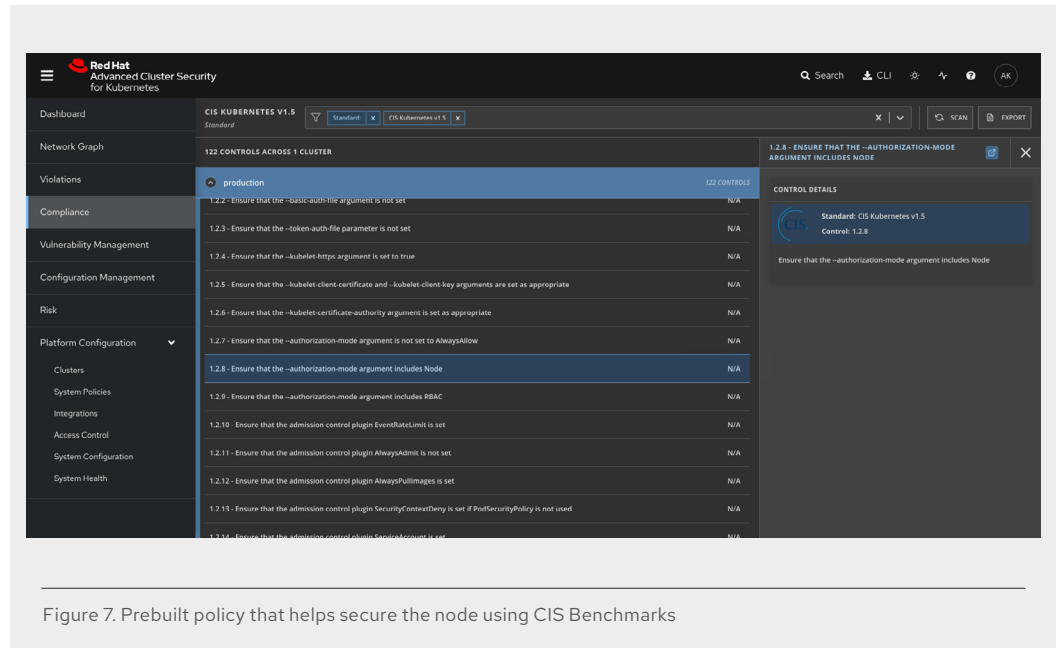 Red Hat
Advanced Cluster Security
for Kubernetes
Search
CLI
AK
Dashboard
Network Graph
Violations
Compliance
Vulnerability Management
Configuration Management
Risk
Platform Configuration
Clusters
System Policies
Integrations
Access Control
System Configuration
System Health
CIS KUBERNETES V1.5
Standard
Standard: x CIS Kubernetes v1.5 x
SCAN
EXPORT
122 CONTROLS ACROSS 1 CLUSTER
production 122 CONTROLS
1.2.2 - Ensure that the --basic-auth-file argument is not set N/A
1.2.3 - Ensure that the --token-auth-file parameter is not set N/A
1.2.4 - Ensure that the --kubelet-https argument is set to true N/A
1.2.5 - Ensure that the --kubelet-client-certificate and --kubelet-client-key arguments are set as appropriate N/A
1.2.6 - Ensure that the --kubelet-certificate-authority argument is set as appropriate N/A
1.2.7 - Ensure that the --authorization-mode argument is not set to AlwaysAllow N/A
1.2.8 - Ensure that the --authorization-mode argument includes Node N/A
1.2.9 - Ensure that the --authorization-mode argument includes RBAC N/A
1.2.10 - Ensure that the admission control plugin EventRateLimit is set N/A
1.2.11 - Ensure that the admission control plugin AlwaysAdmit is not set N/A
1.2.12 - Ensure that the admission control plugin AlwaysPullImages is set N/A
1.2.13 - Ensure that the admission control plugin SecurityContextDeny is set if PodSecurityPolicy is not used N/A
1.2.14 - Ensure that the admission control plugin ServiceAccount is set N/A
1.2.8 - ENSURE THAT THE --AUTHORIZATION-MODE
ARGUMENT INCLUDES NODE
CONTROL DETAILS
CIS.
Standard: CIS Kubernetes v1.5
Control: 1.2.8
Ensure that the --authorization-mode argument includes Node
Figure 7. Prebuilt policy that helps secure the node using CIS Benchmarks